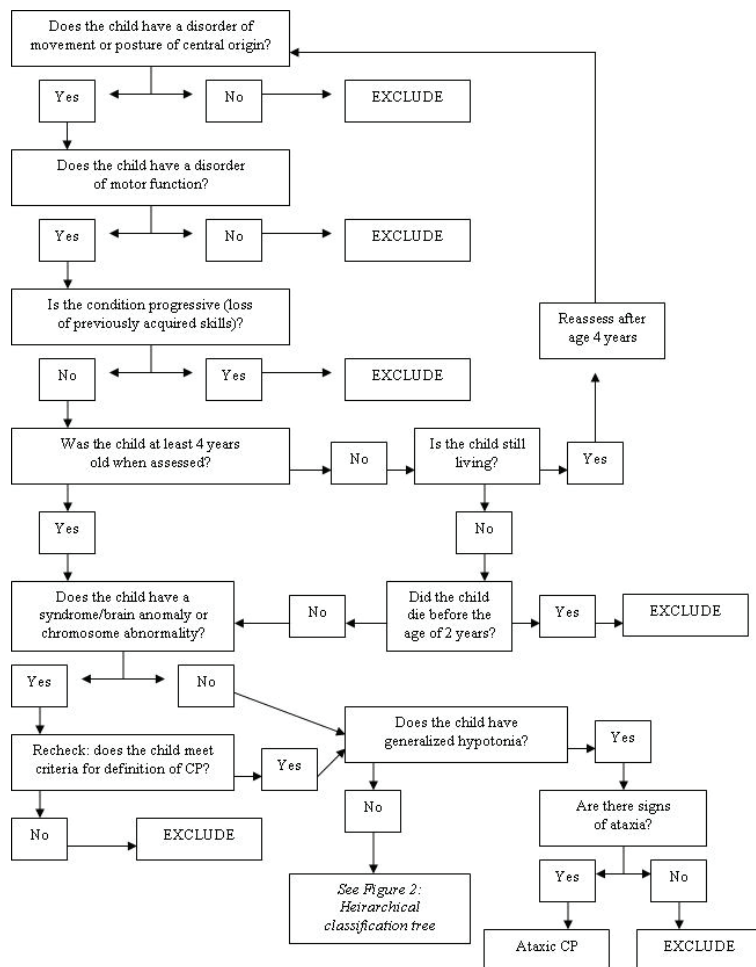 Does the child have a disorder of
movement or posture of central origin?
Yes
No
EXCLUDE
Does the child have a disorder
of motor function?
Yes
No
EXCLUDE
Is the condition progressive (loss
of previously acquired skills)?
Reassess after
age 4 years
No
Yes
EXCLUDE
Was the child at least 4 years
old when assessed?
No
Is the child still
living?
Yes
Yes
No
Does the child have a
syndrome/brain anomaly or
chromosome abnormality?
No
Did the child
die before the
age of 2 years?
Yes
EXCLUDE
Yes
No
Does the child have
generalized hypotonia?
Yes
Recheck: does the child meet
criteria for definition of CP?
Yes
No
EXCLUDE
No
Are there signs
of ataxia?
See Figure 2:
Heirarchical
classification tree
Yes
No
Ataxic CP
EXCLUDE